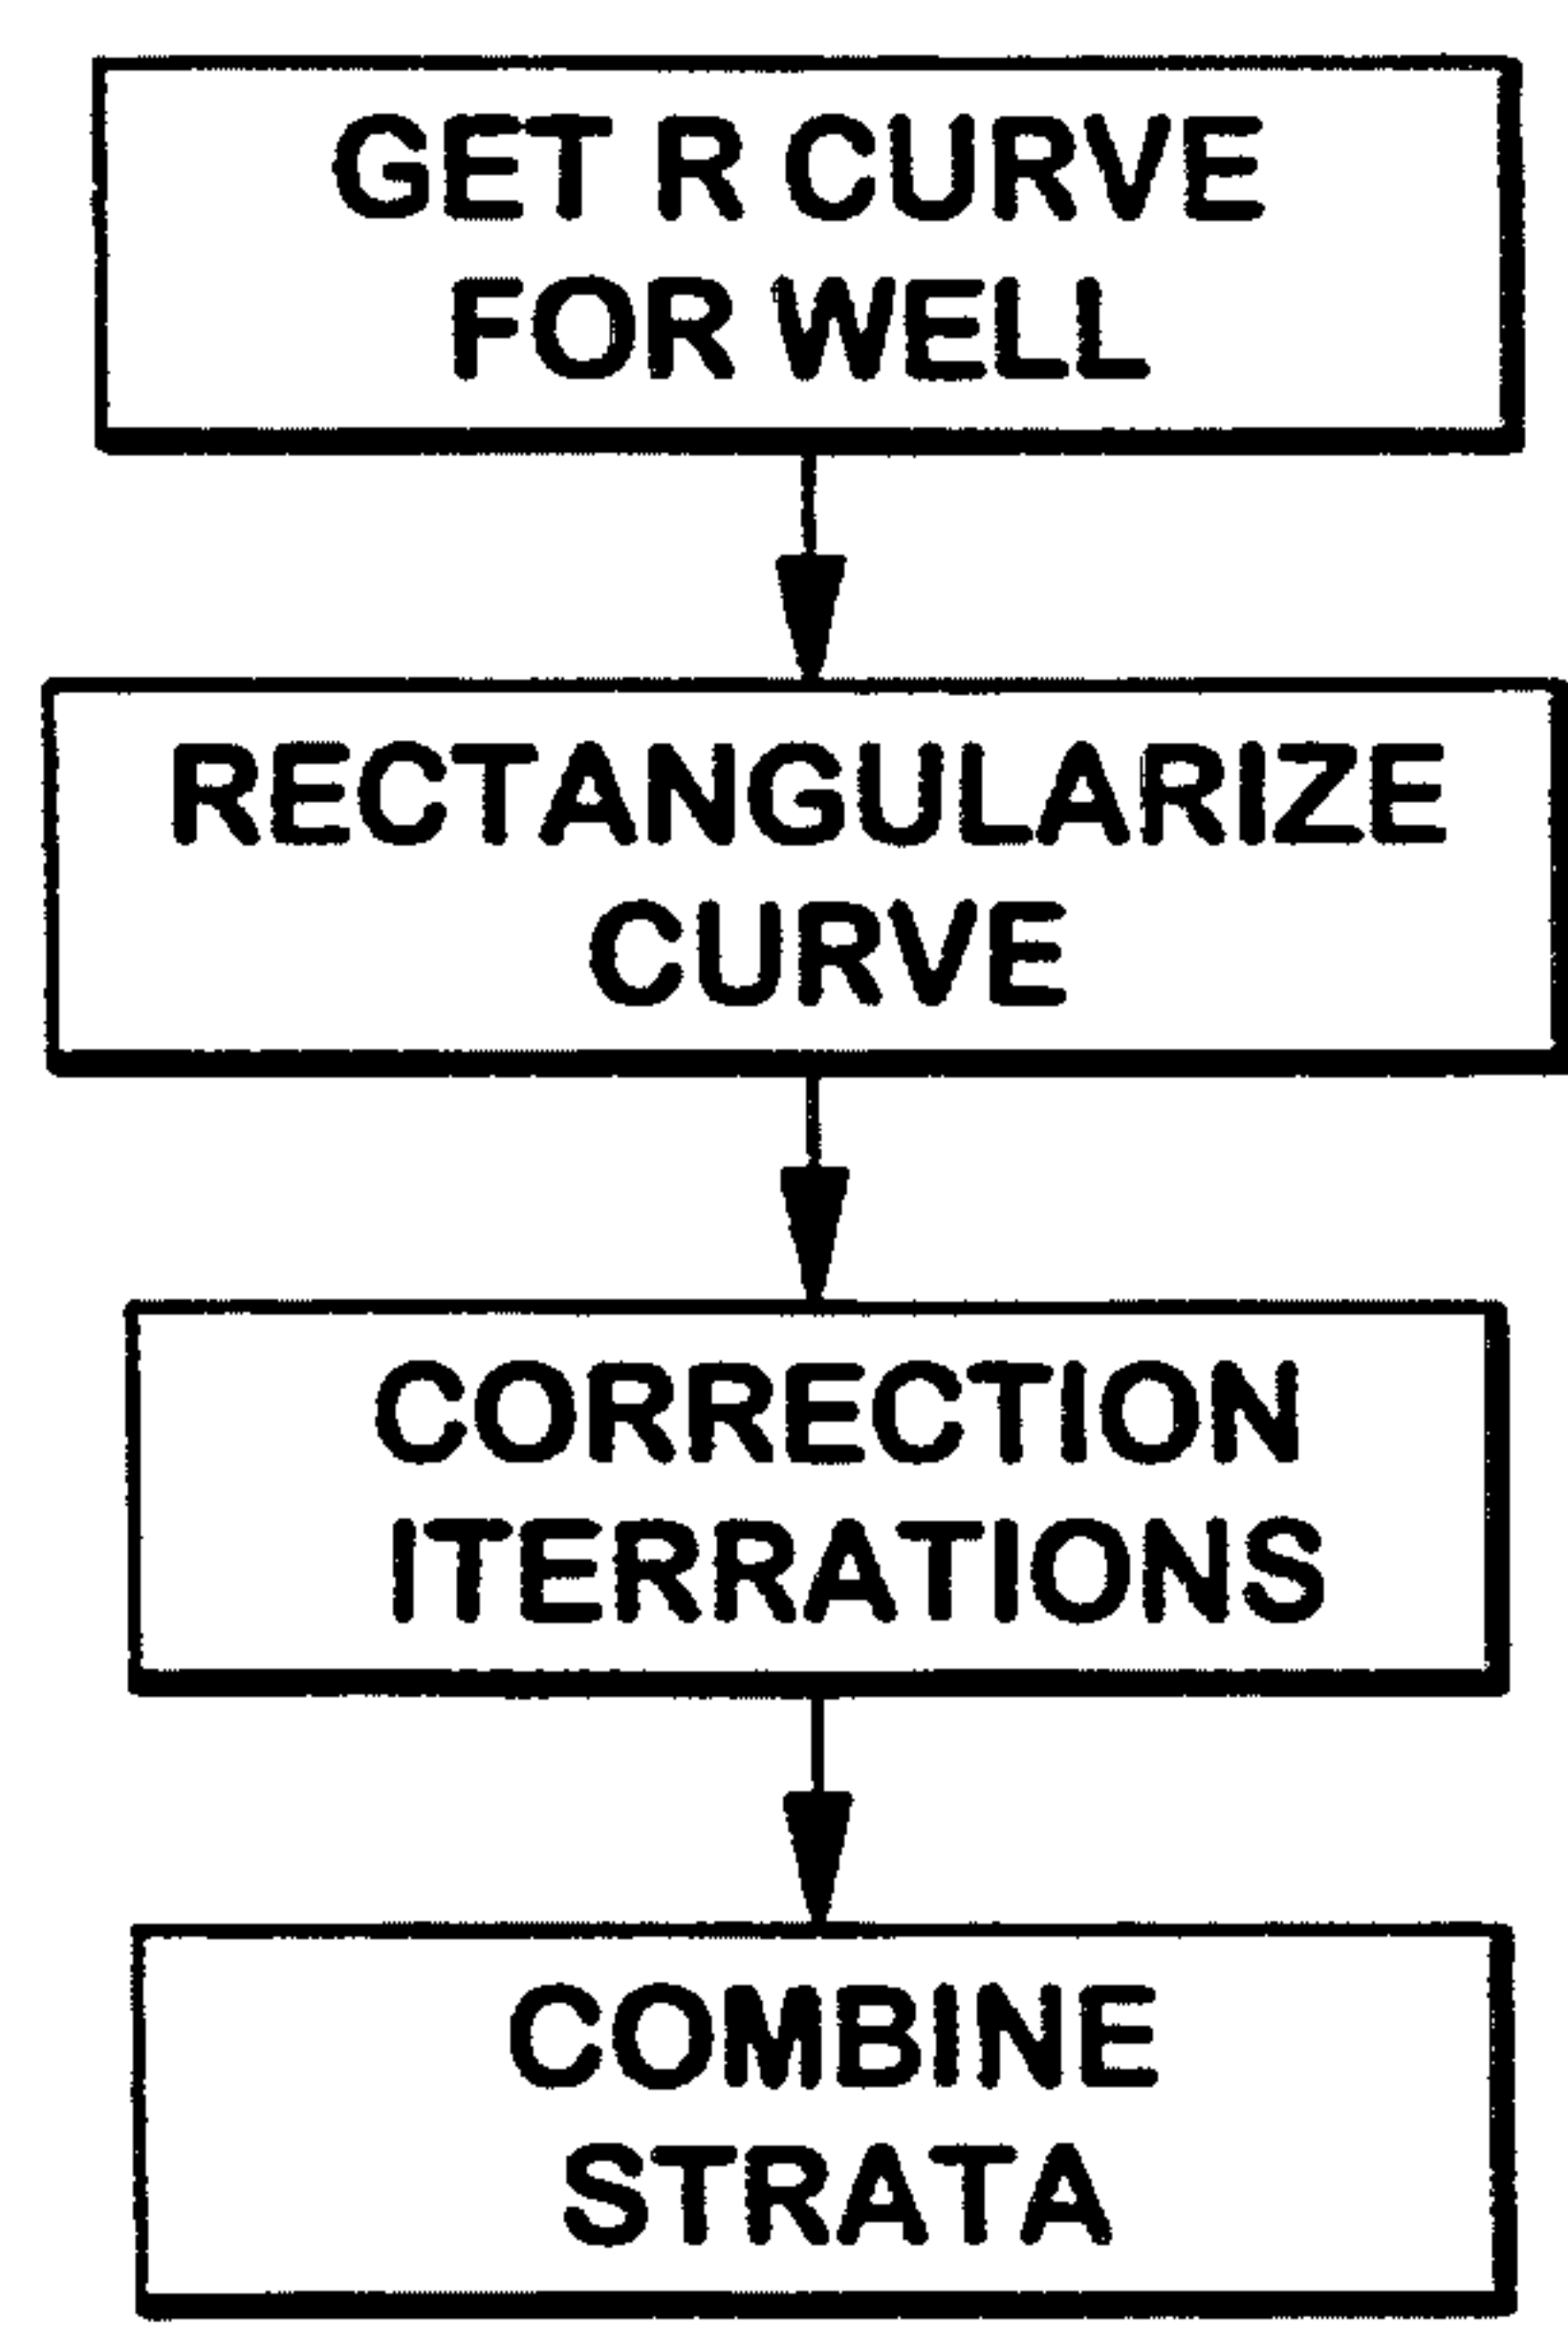 GET R CURVE
FOR WELL
RECTANGULARIZE
CURVE
CORRECTION
ITERRATIONS
COMBINE
STRATA